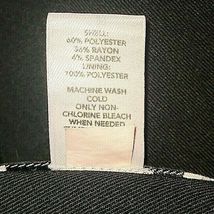 SHELL:
60% POLYESTER
36% RAYON
4% SPANDEX
LINING:
100% POLYESTER
MACHINE WASH
COLD
ONLY NON-
CHLORINE BLEACH
WHEN NEEDED